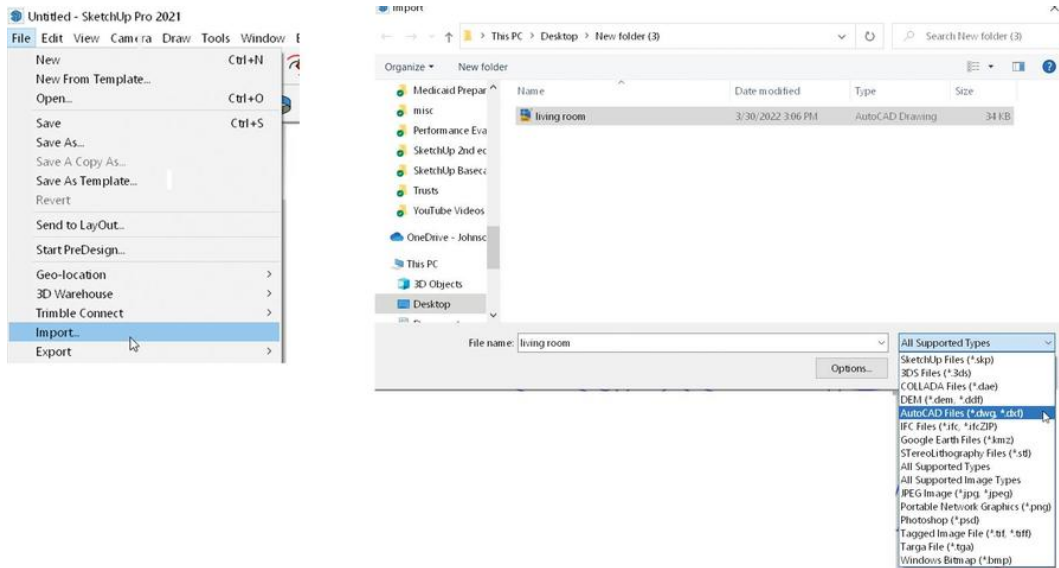 Untitled - SketchUp Pro 2021
File Edit View Camera Draw Tools Window
New Ctrl+N
New From Template...
Open... Ctrl+O
Save Ctrl+S
Save As...
Save A Copy As...
Save As Template...
Revert
Send to LayOut...
Start PreDesign...
Geo-location
3D Warehouse
Trimble Connect
Import...
Export
Import
This PC > Desktop > New folder (3)
Search New folder (3)
Organize
New folder
Medicaid Prepar
misc
Performance Eva
SketchUp 2nd ec
SketchUp Baseca
Trusts
YouTube Videos
OneDrive - Johnsc
This PC
3D Objects
Desktop
Name Date modified Type Size
living room 3/30/2022 3:06 PM AutoCAD Drawing 34 KB
File name: living room
All Supported Types
Options...
SketchUp Files (*.skp)
3DS Files (*.3ds)
COLLADA Files (*.dae)
DEM (*.dem, *.ddf)
AutoCAD Files (*.dwg, *.dxf)
IFC Files (*.ifc, *.ifcZIP)
Google Earth Files (*.kmz)
STereoLithography Files (*.stl)
All Supported Types
All Supported Image Types
JPEG Image (*.jpg, *.jpeg)
Portable Network Graphics (*.png)
Photoshop (*.psd)
Tagged Image File (*.tif, *.tiff)
Targa File (*.tga)
Windows Bitmap (*.bmp)